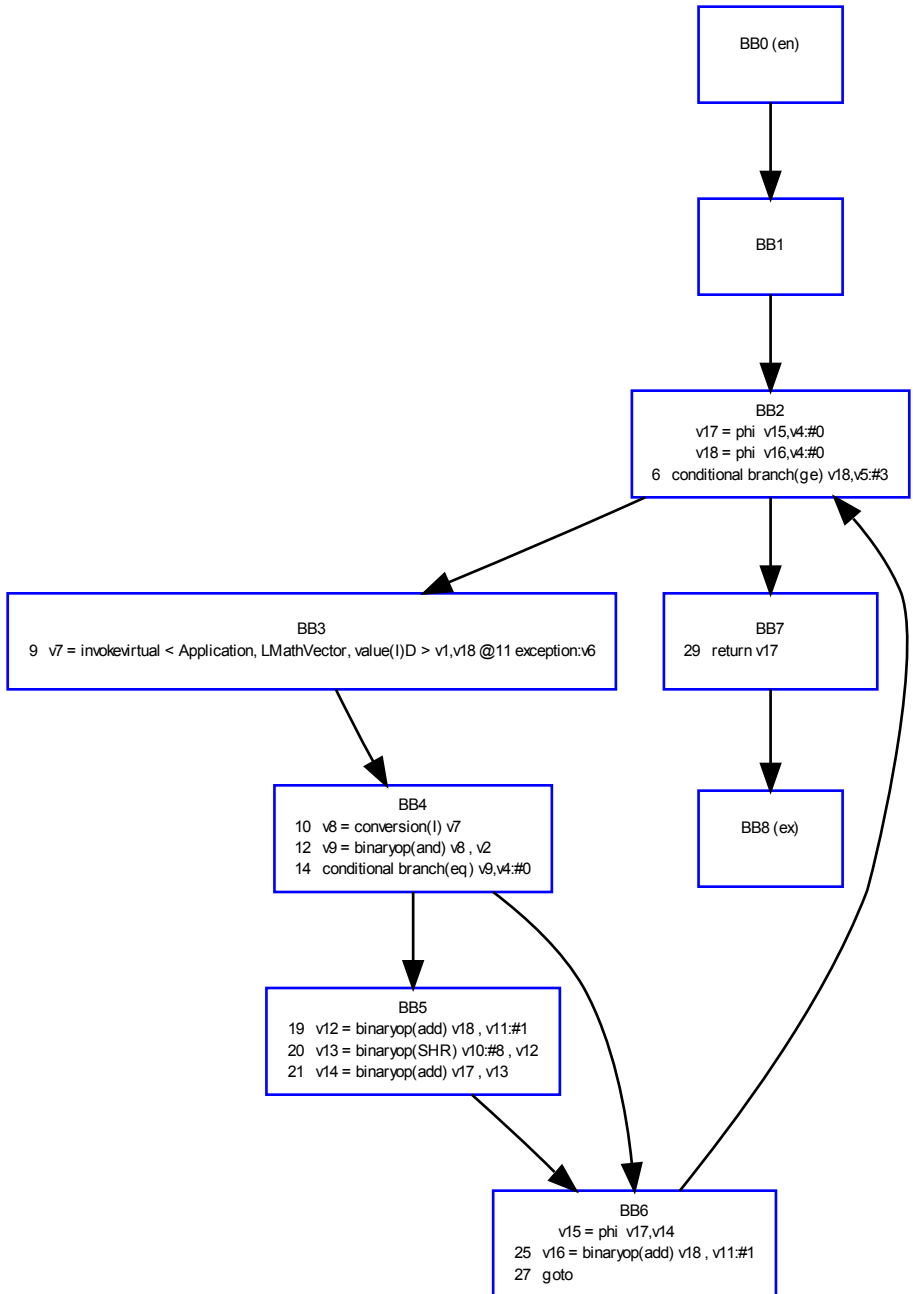 BB0 (en)
BB1
BB2
v17 = phi v15,v4:#0
v18 = phi v16,v4:#0
6 conditional branch(ge) v18,v5:#3
BB3
9 v7 = invokevirtual < Application, LMathVector, value(I)D > v1,v18 @11 exception:v6
BB7
29 return v17
BB4
10 v8 = conversion(I) v7
12 v9 = binaryop(and) v8 , v2
14 conditional branch(eq) v9,v4:#0
BB8 (ex)
BB5
19 v12 = binaryop(add) v18 , v11:#1
20 v13 = binaryop(SHR) v10:#8 , v12
21 v14 = binaryop(add) v17 , v13
BB6
v15 = phi v17,v14
25 v16 = binaryop(add) v18 , v11:#1
27 goto